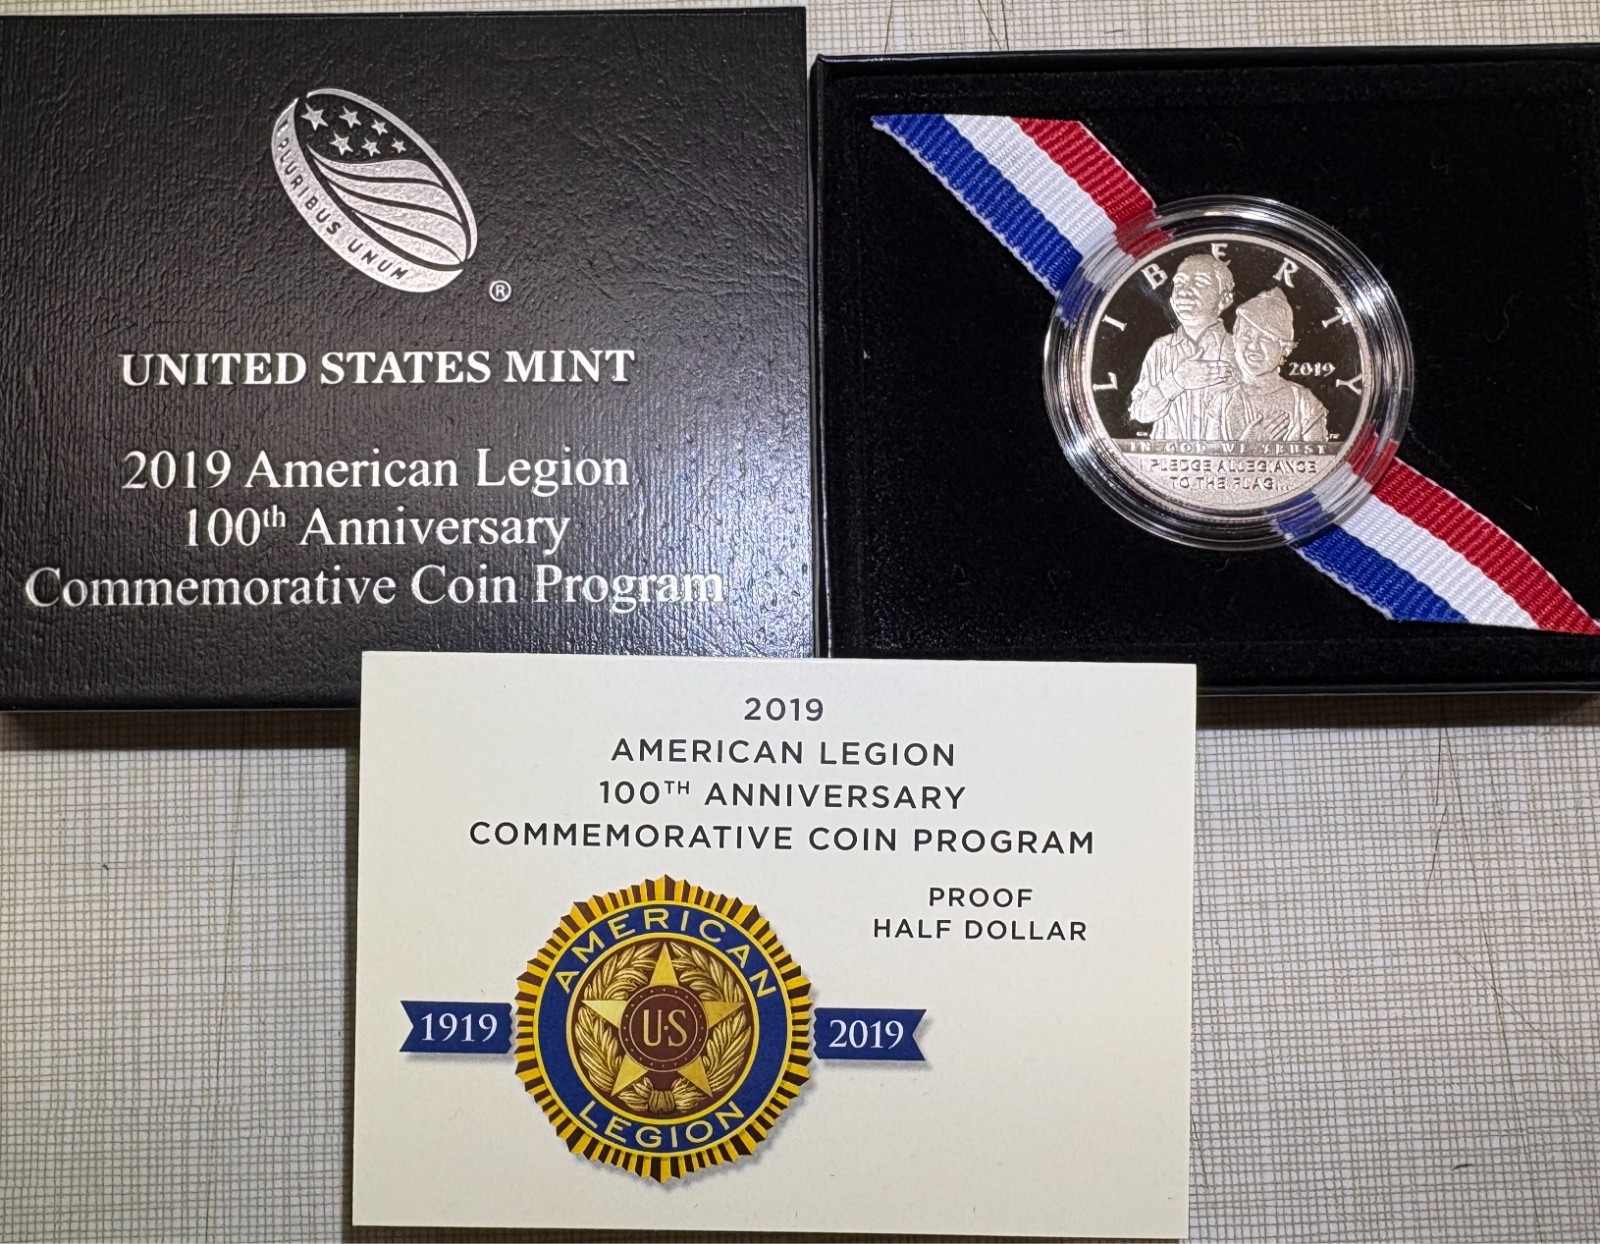 E PLURIBUS UNUM
®
UNITED STATES MINT
2019 American Legion
100th Anniversary
Commemorative Coin Program
LIBERTY
2019
IN GOD WE TRUST
I PLEDGE ALLEGIANCE
TO THE FLAG...
2019
AMERICAN LEGION
100TH ANNIVERSARY
COMMEMORATIVE COIN PROGRAM
PROOF
HALF DOLLAR
AMERICAN
1919
U·S
2019
LEGION